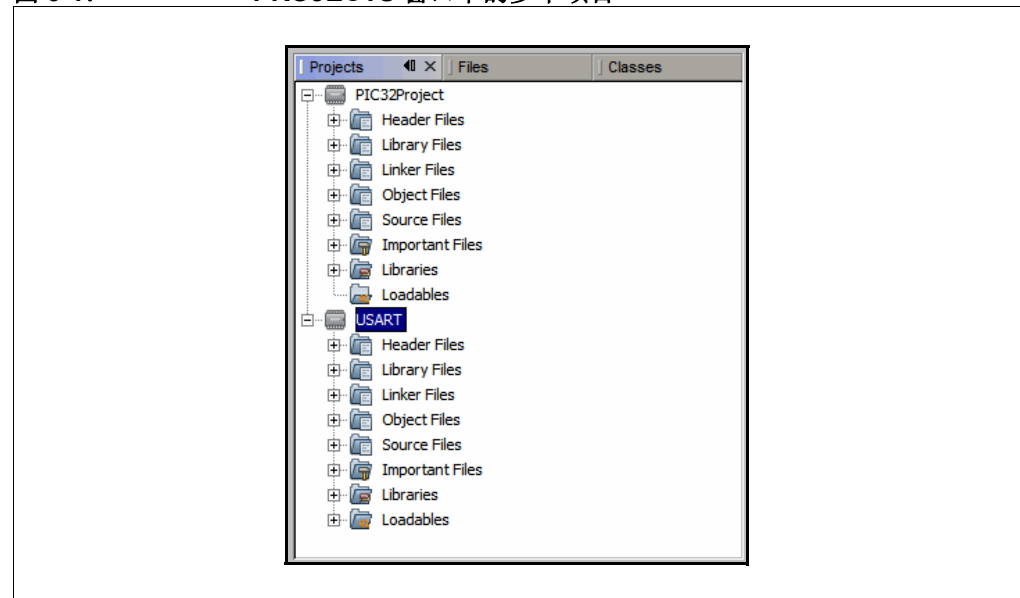 Projects Files Classes
PIC32Project
Header Files
Library Files
Linker Files
Object Files
Source Files
Important Files
Libraries
Loadables
USART
Header Files
Library Files
Linker Files
Object Files
Source Files
Important Files
Libraries
Loadables